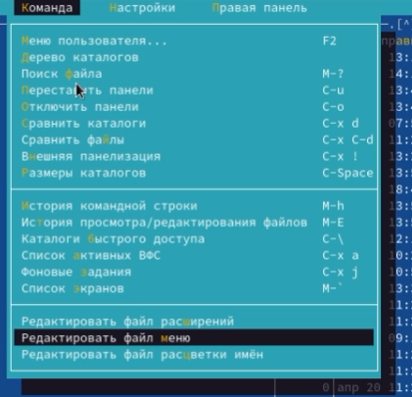 Команда Настройки Правая панель
Меню пользователя... F2
Дерево каталогов
Поиск файла M-?
Переставить панели C-u
Отключить панели C-o
Сравнить каталоги C-x d
Сравнить файлы C-x C-d
Внешняя панелизация C-x !
Размеры каталогов C-Space
История командной строки M-h
История просмотра/редактирования файлов M-E
Каталоги быстрого доступа C-\
Список активных ВФС C-x a
Фоновые задания C-x j
Список экранов M-`
Редактировать файл расширений
Редактировать файл меню
Редактировать файл расцветки имён
0 апр 20 11: